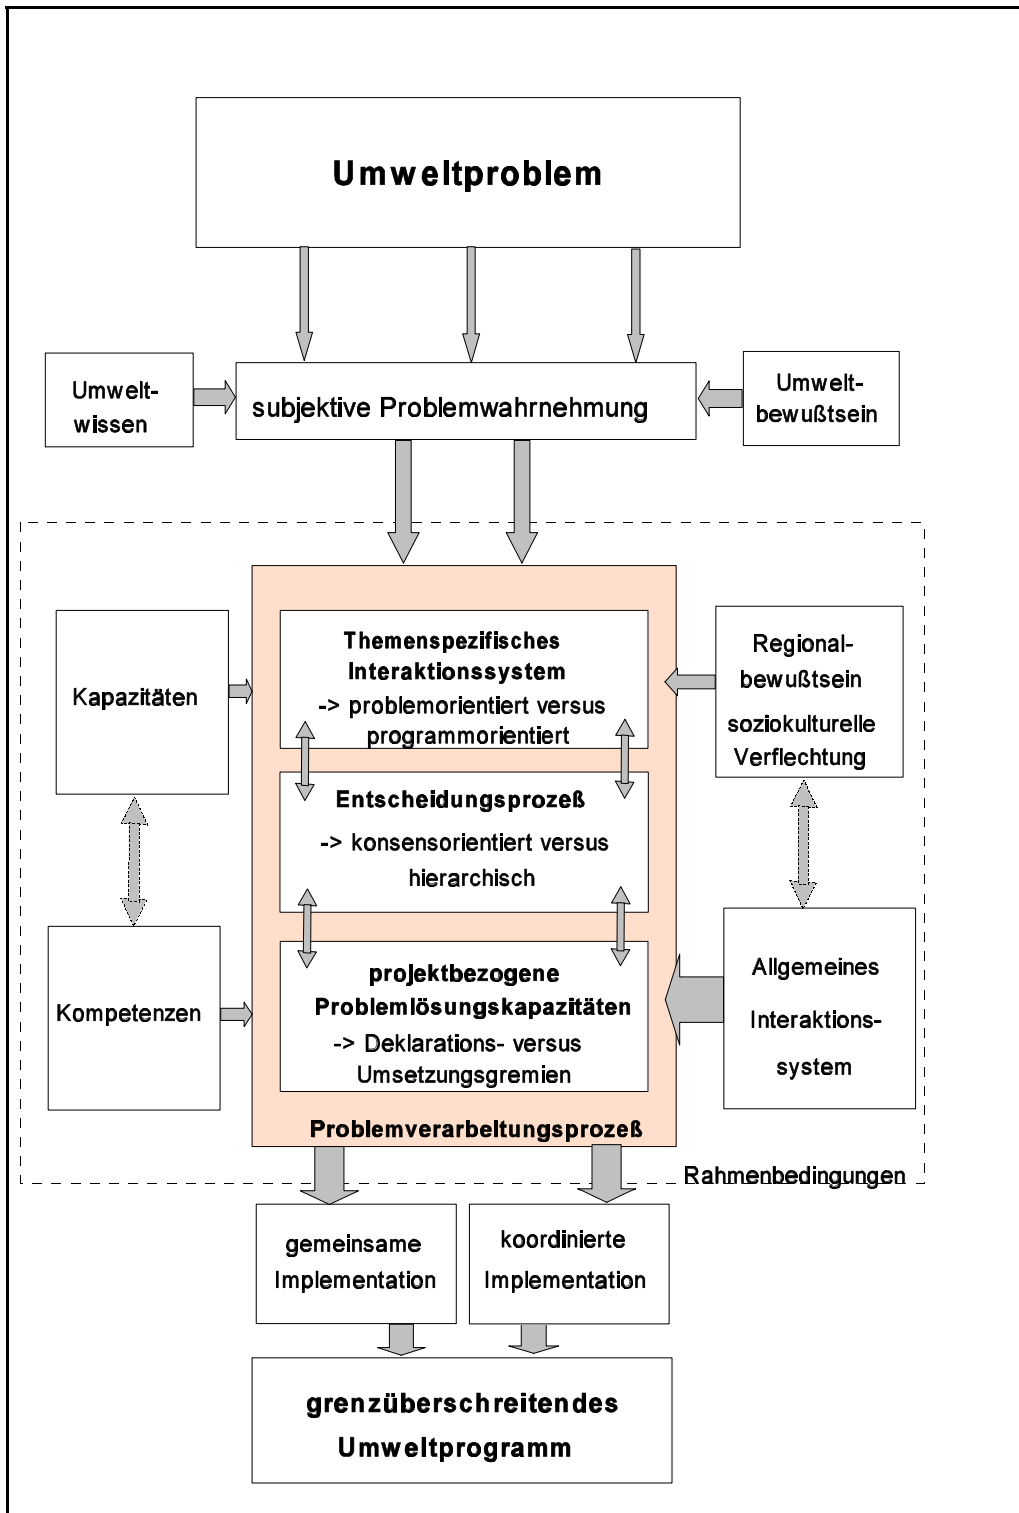 Umweltproblem
Umwelt-
wissen
subjektive Problemwahrnehmung
Umwelt-
bewußtsein
Kapazitäten
Kompetenzen
Themenspezifisches
Interaktionssystem
-> problemorientiert versus
programmorientiert
Entscheidungsprozeß
-> konsensorientiert versus
hierarchisch
projektbezogene
Problemlösungskapazitäten
-> Deklarations- versus
Umsetzungsgremien
Problemverarbeitungsprozeß
Regional-
bewußtsein
soziokulturelle
Verflechtung
Allgemeines
Interaktions-
system
Rahmenbedingungen
gemeinsame
Implementation
koordinierte
Implementation
grenzüberschreitendes
Umweltprogramm